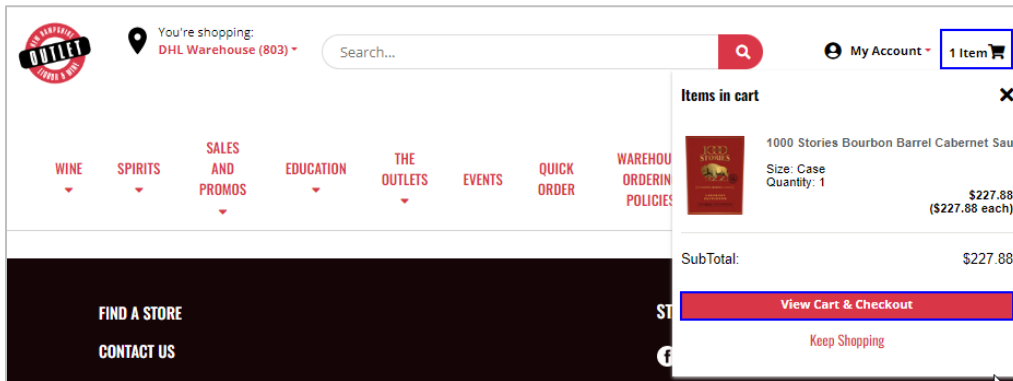 NEW HAMPSHIRE
OUTLET
LIQUOR & WINE
You're shopping:
DHL Warehouse (803)
Search...
My Account
1 Item
WINE
SPIRITS
SALES
AND
PROMOS
EDUCATION
THE
OUTLETS
EVENTS
QUICK
ORDER
WAREHOU
ORDERIN
POLICIES
Items in cart
1000
STORIES
1000 Stories Bourbon Barrel Cabernet Sau
Size: Case
Quantity: 1
$227.88
($227.88 each)
SubTotal: $227.88
View Cart & Checkout
Keep Shopping
FIND A STORE
CONTACT US
ST